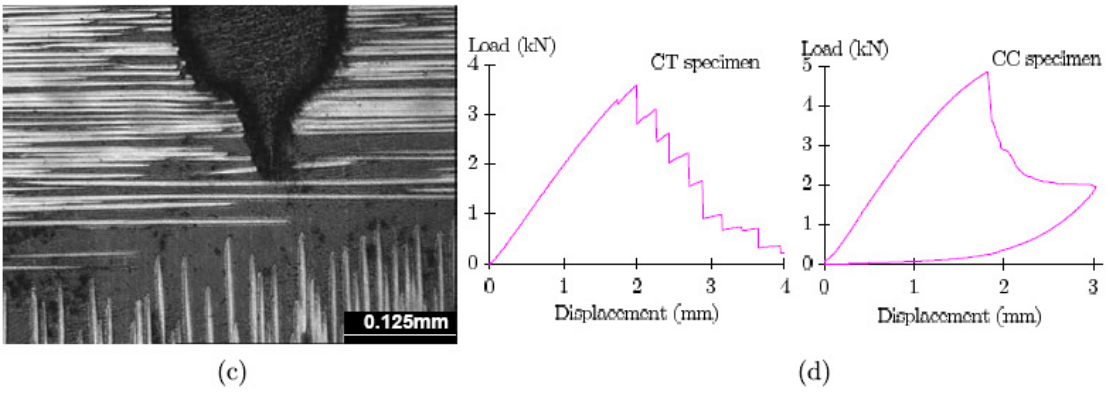 0.125mm
(c)
Load (kN)
CT specimen
4
3
2
1
0
0 1 2 3 4
Displacement (mm)
Load (kN)
CC specimen
5
4
3
2
1
0
0 1 2 3
Displacement (mm)
(d)